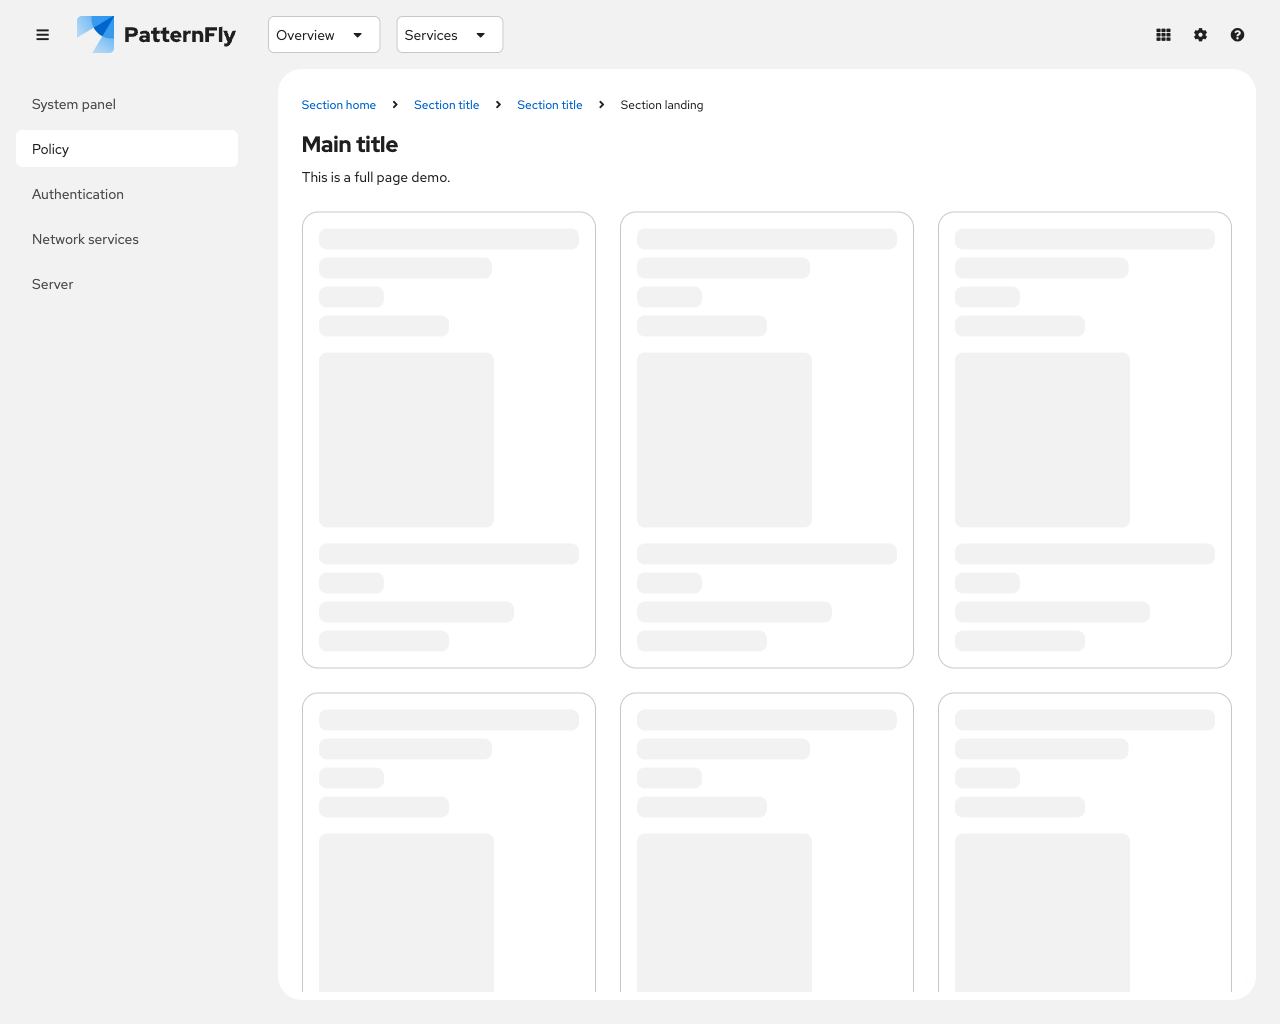 PatternFly
Overview
Services
System panel
Policy
Authentication
Network services
Server
Section home
Section title
Section title
Section landing
Main title
This is a full page demo.